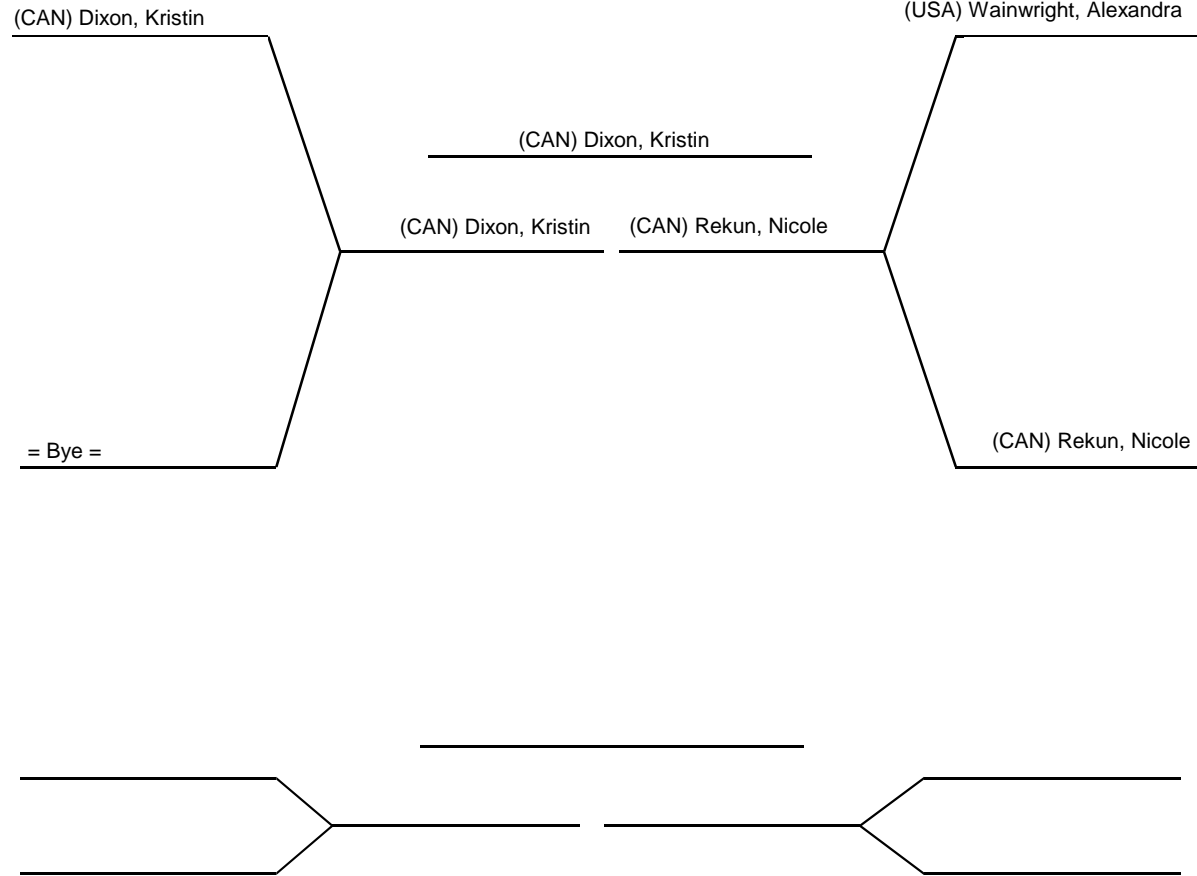 (CAN) Dixon, Kristin
(USA) Wainwright, Alexandra
(CAN) Dixon, Kristin
(CAN) Dixon, Kristin
(CAN) Rekun, Nicole
= Bye =
(CAN) Rekun, Nicole